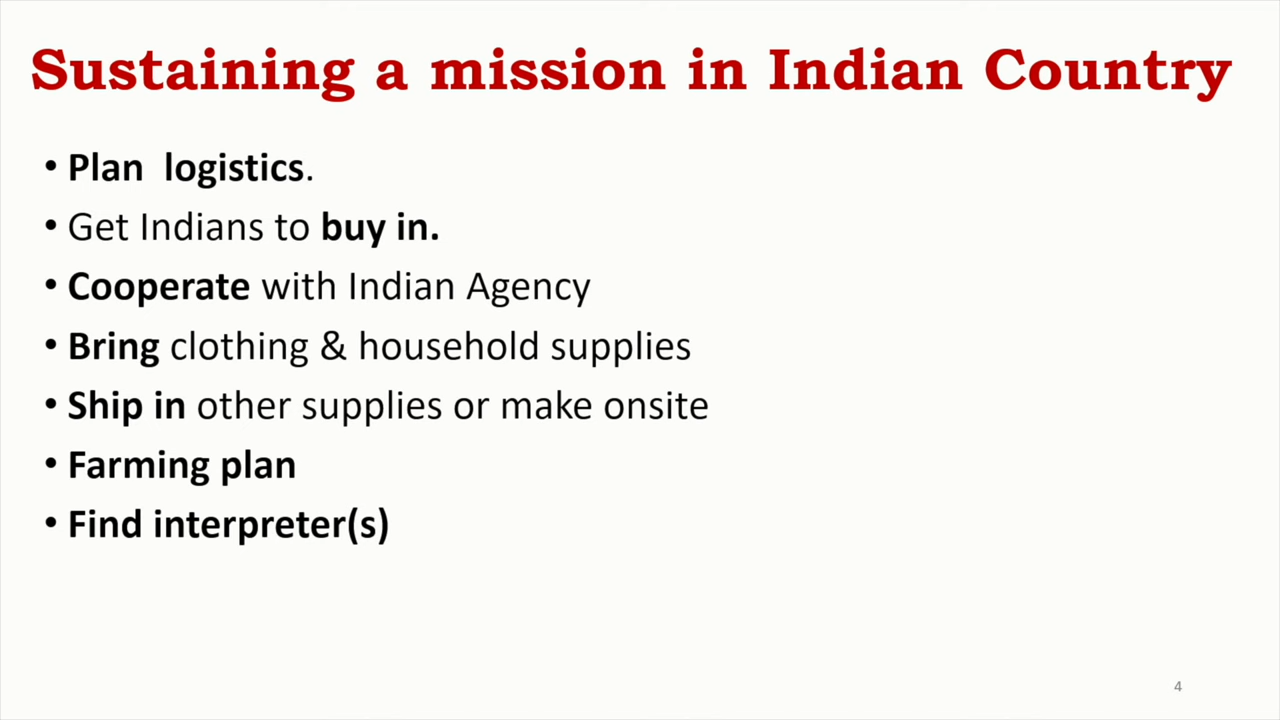 Sustaining a mission in Indian Country
• Plan  logistics.
• Get Indians to buy in.
• Cooperate with Indian Agency
• Bring clothing & household supplies
• Ship in other supplies or make onsite
• Farming plan
• Find interpreter(s)
4